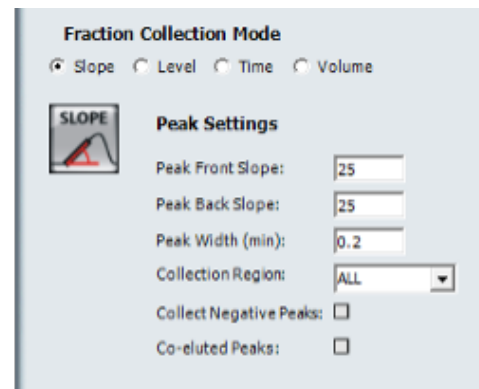 Fraction Collection Mode
Slope Level Time Volume
SLOPE
Peak Settings
Peak Front Slope: 25
Peak Back Slope: 25
Peak Width (min): 0.2
Collection Region: ALL
Collect Negative Peaks:
Co-eluted Peaks: